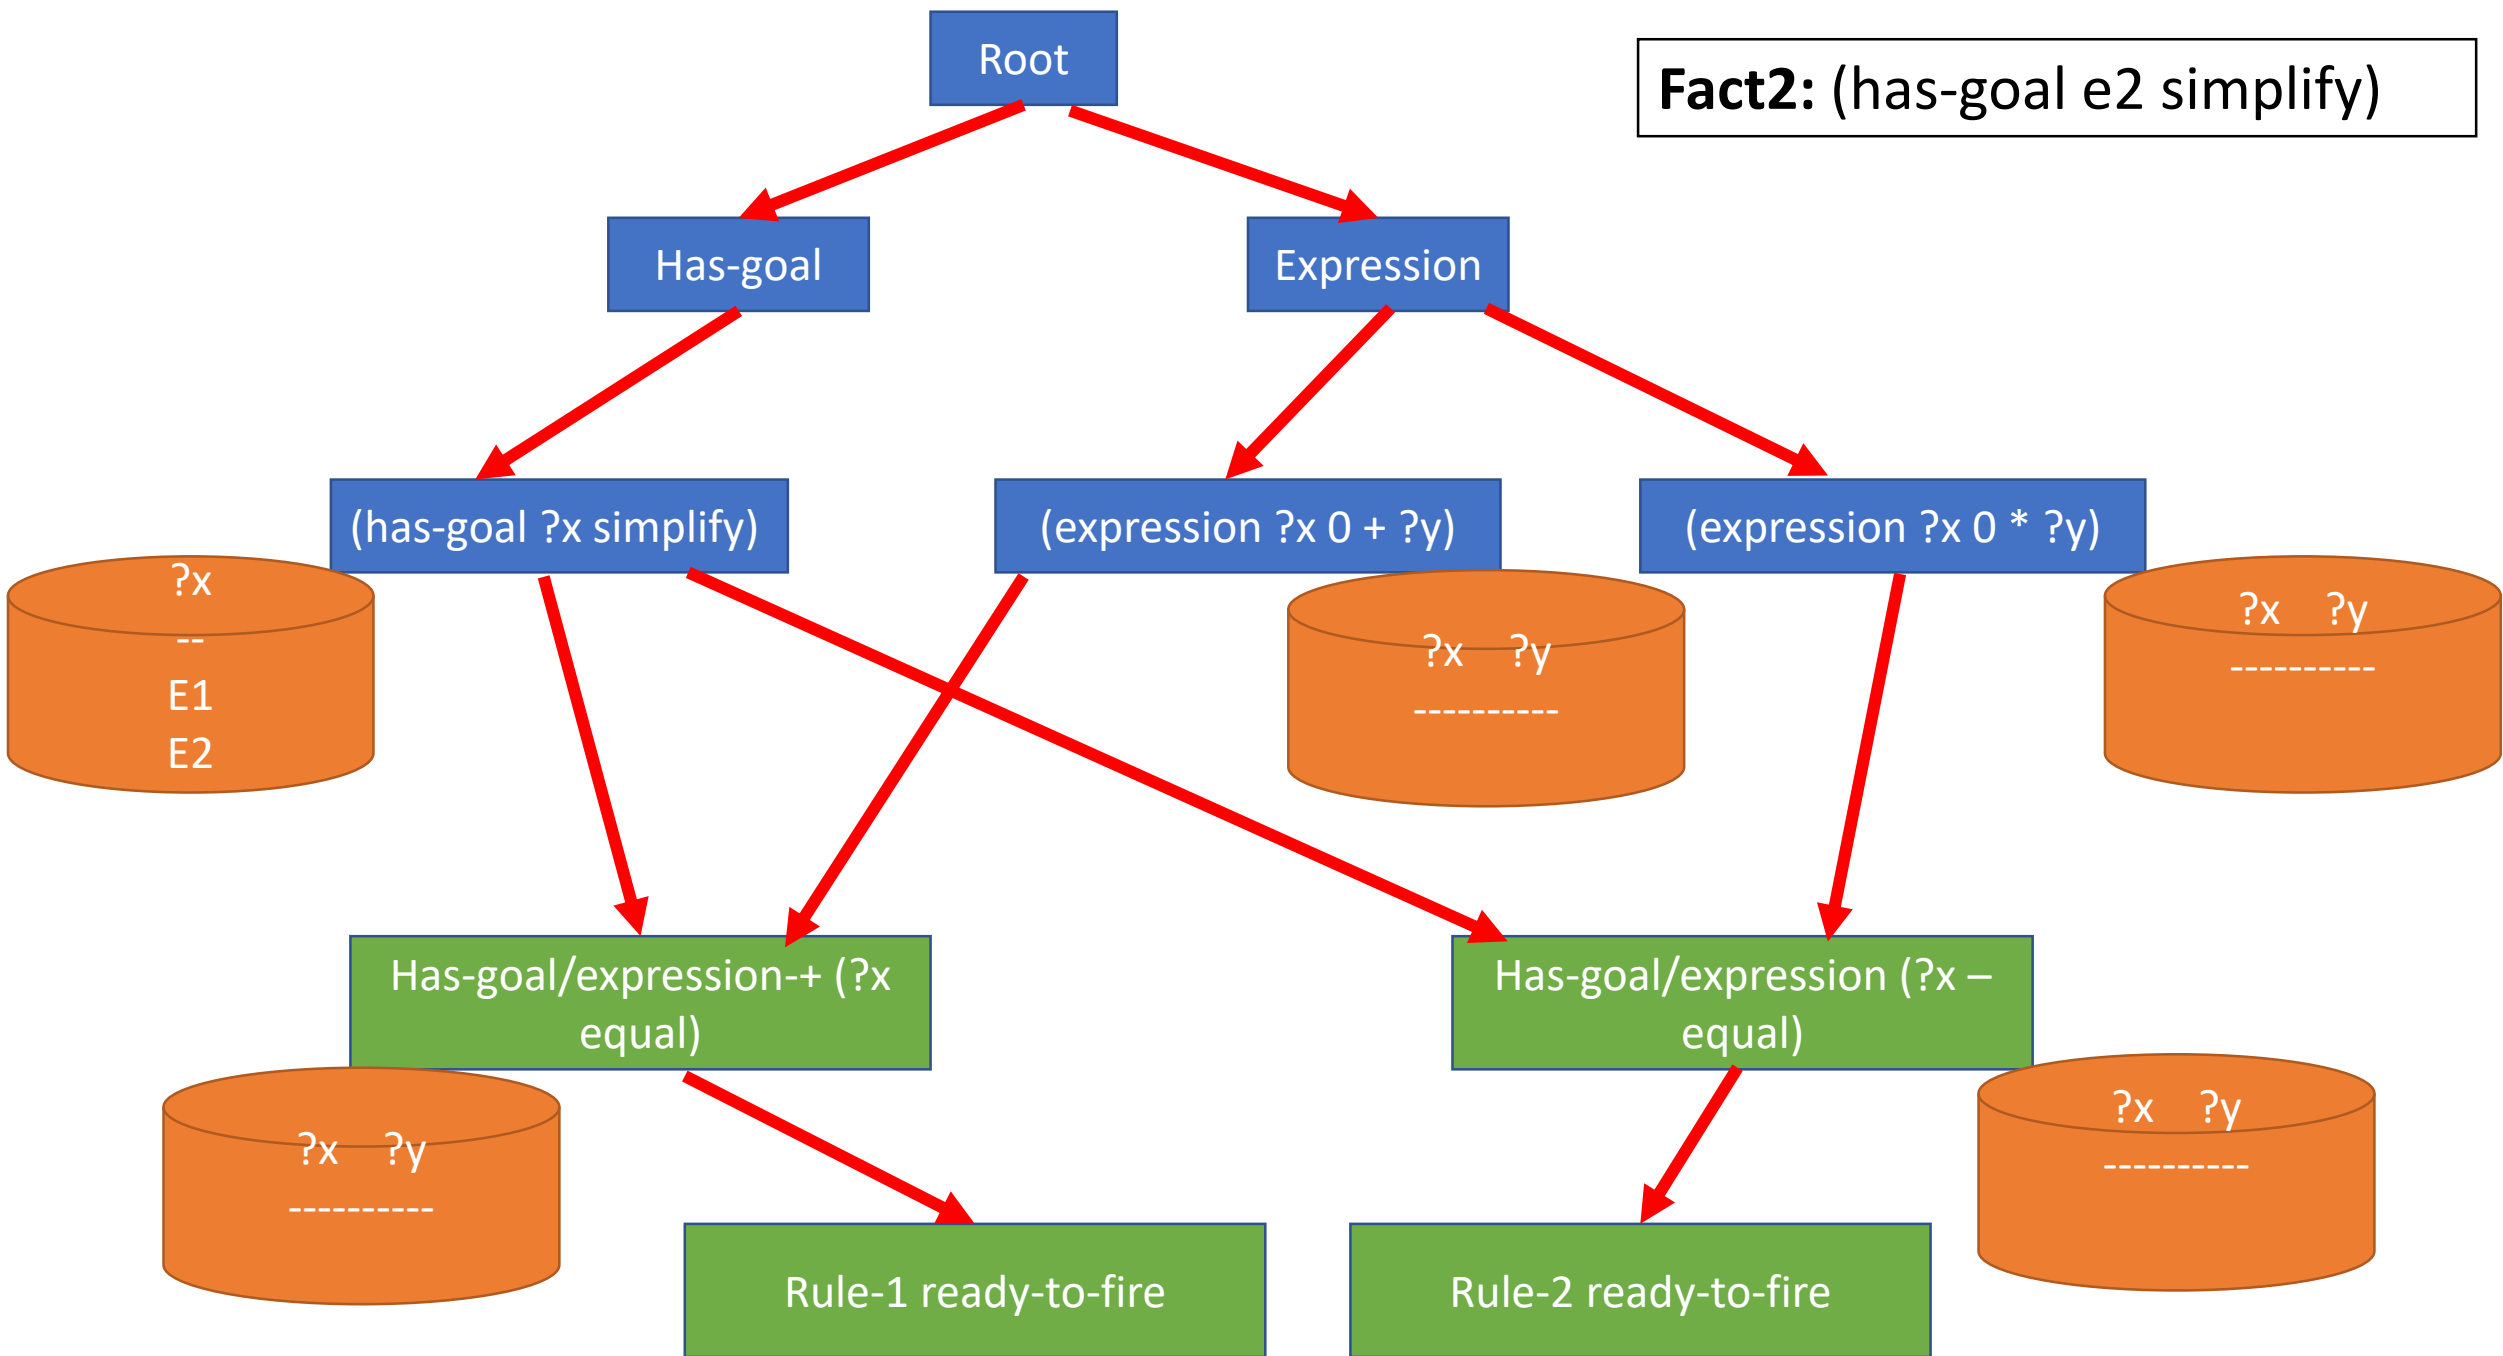 Root
Fact2: (has-goal e2 simplify)
Has-goal
Expression
(has-goal ?x simplify)
(expression ?x 0 + ?y)
(expression ?x 0 * ?y)
?x
--
E1
E2
?x ?y
----------
?x ?y
----------
Has-goal/expression-+ (?x
equal)
Has-goal/expression (?x –
equal)
?x ?y
----------
?x ?y
----------
Rule-1 ready-to-fire
Rule-2 ready-to-fire